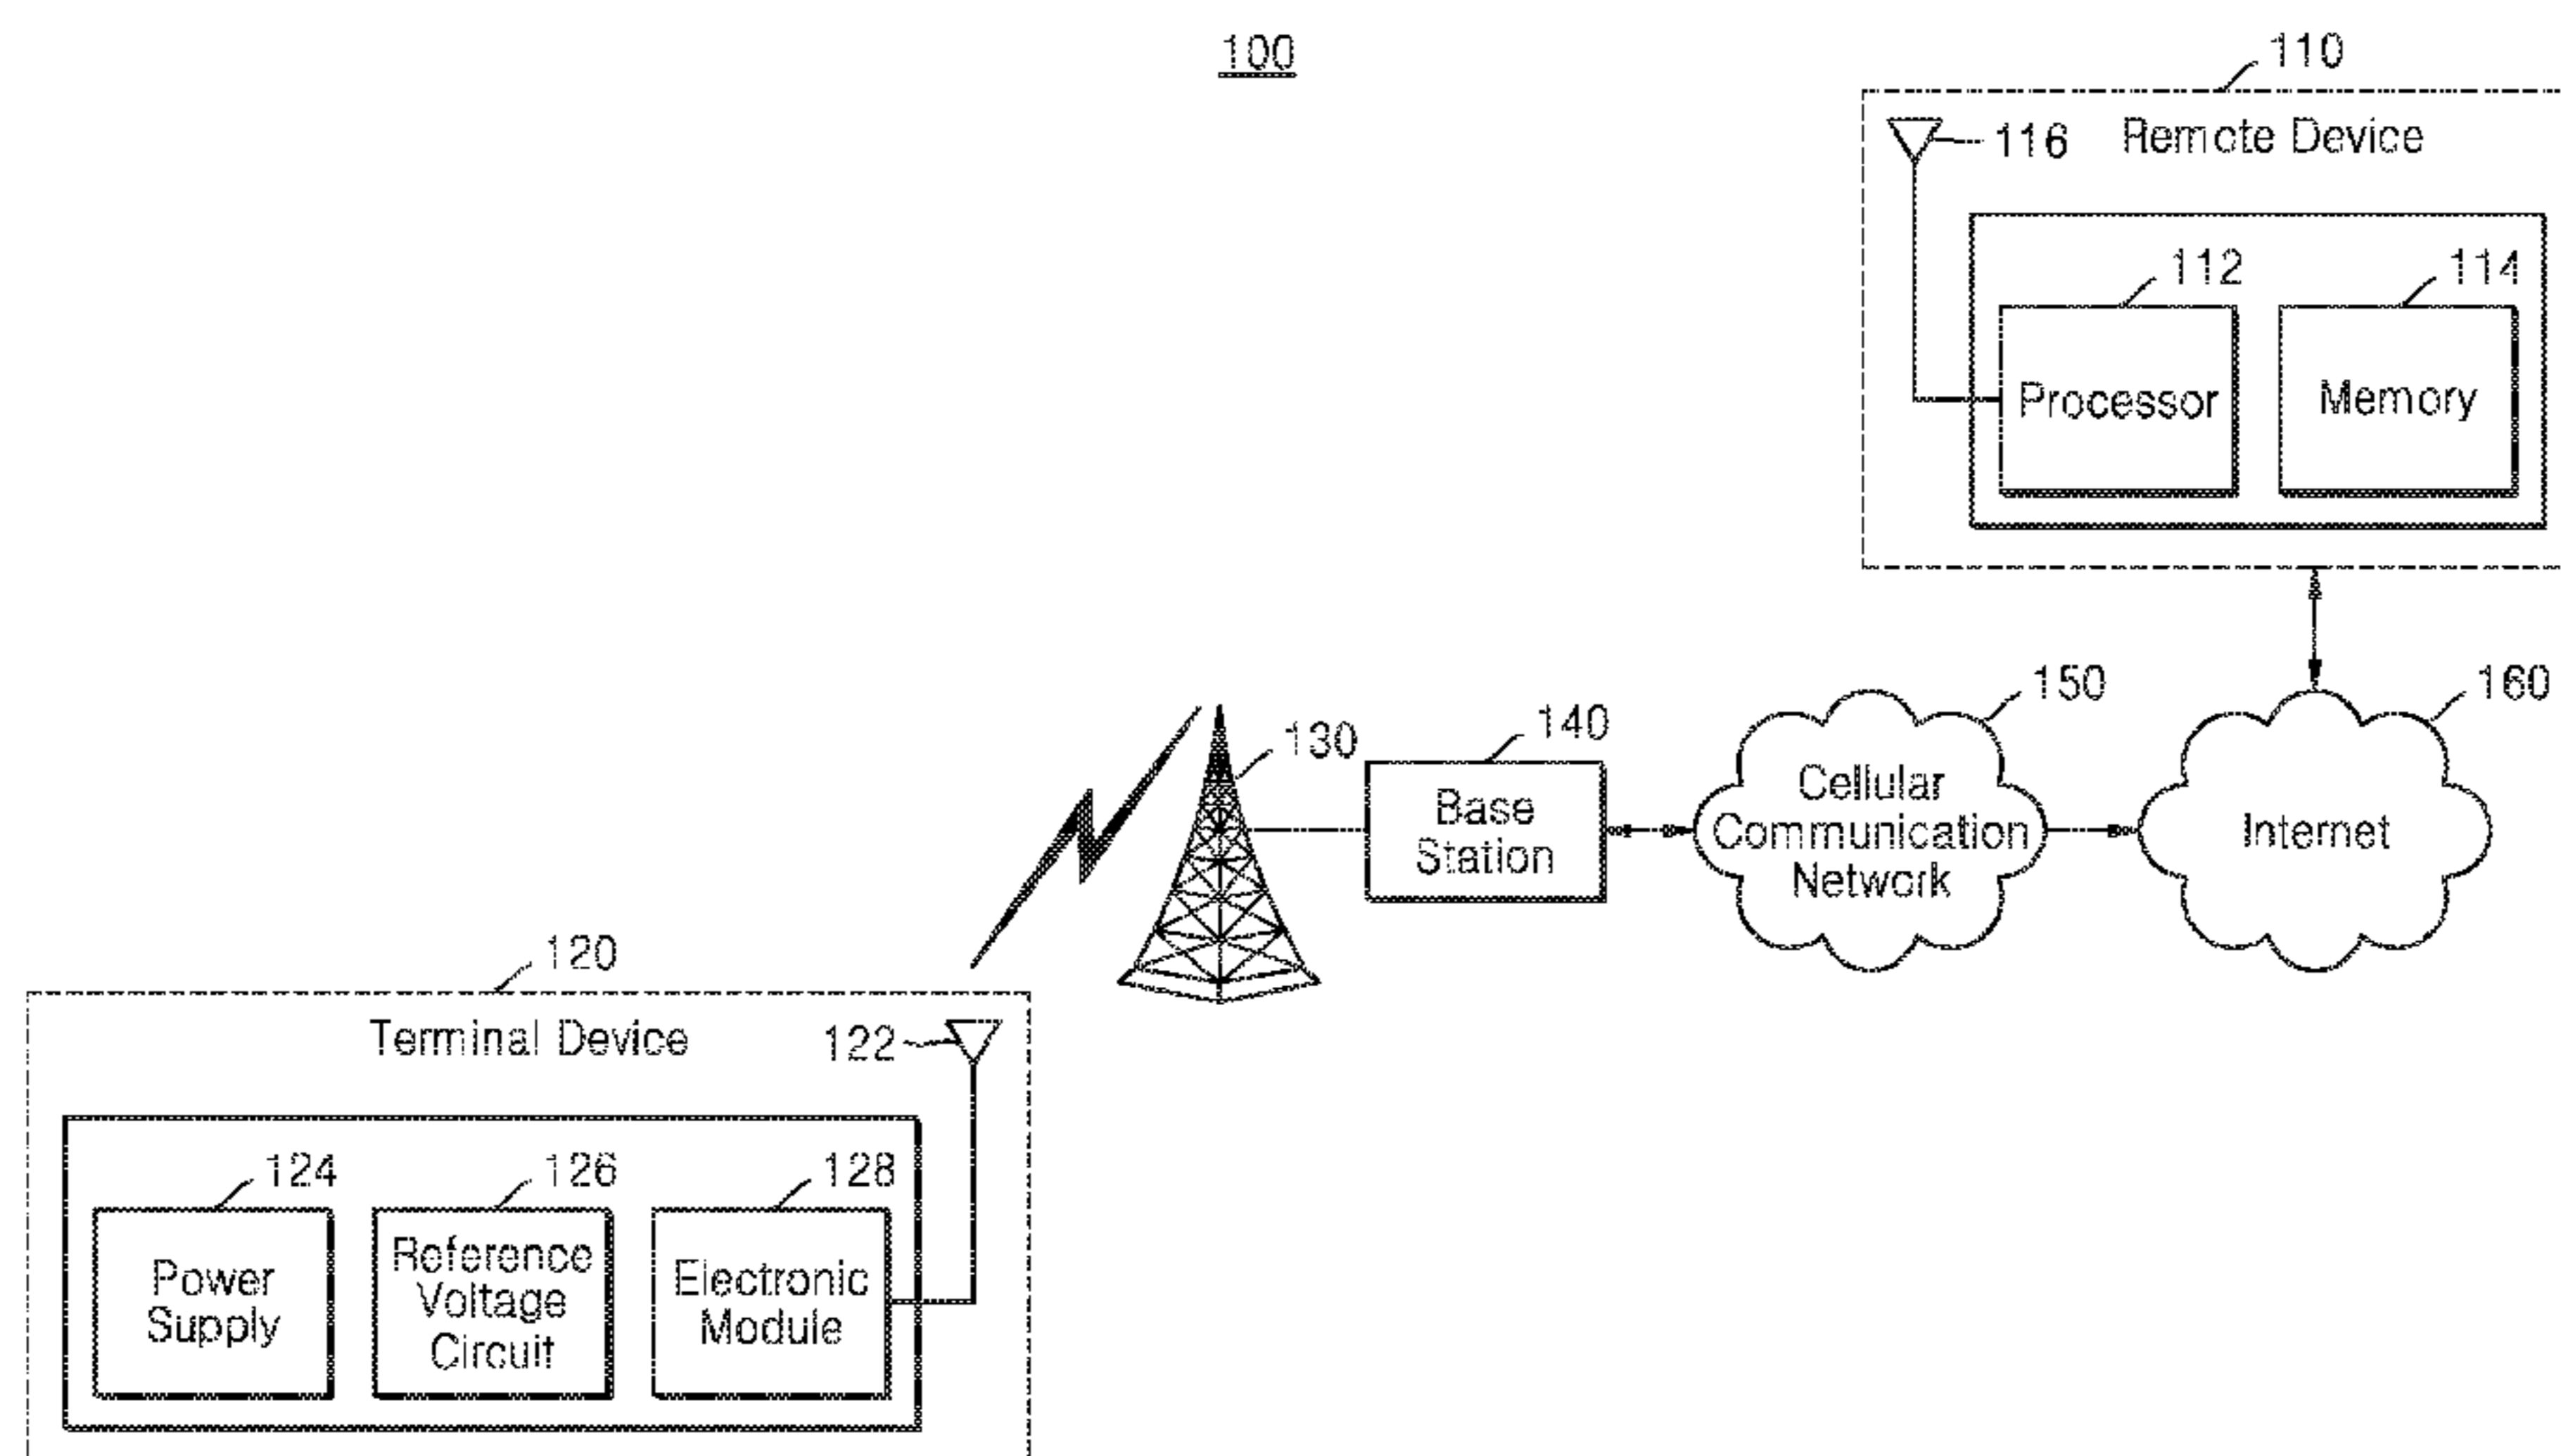 100
110
116
Remote Device
112
114
Processor
Memory
130
140
150
160
Base
Station
Cellular
Communication
Network
Internet
120
Terminal Device
122
124
126
128
Power
Supply
Reference
Voltage
Circuit
Electronic
Module